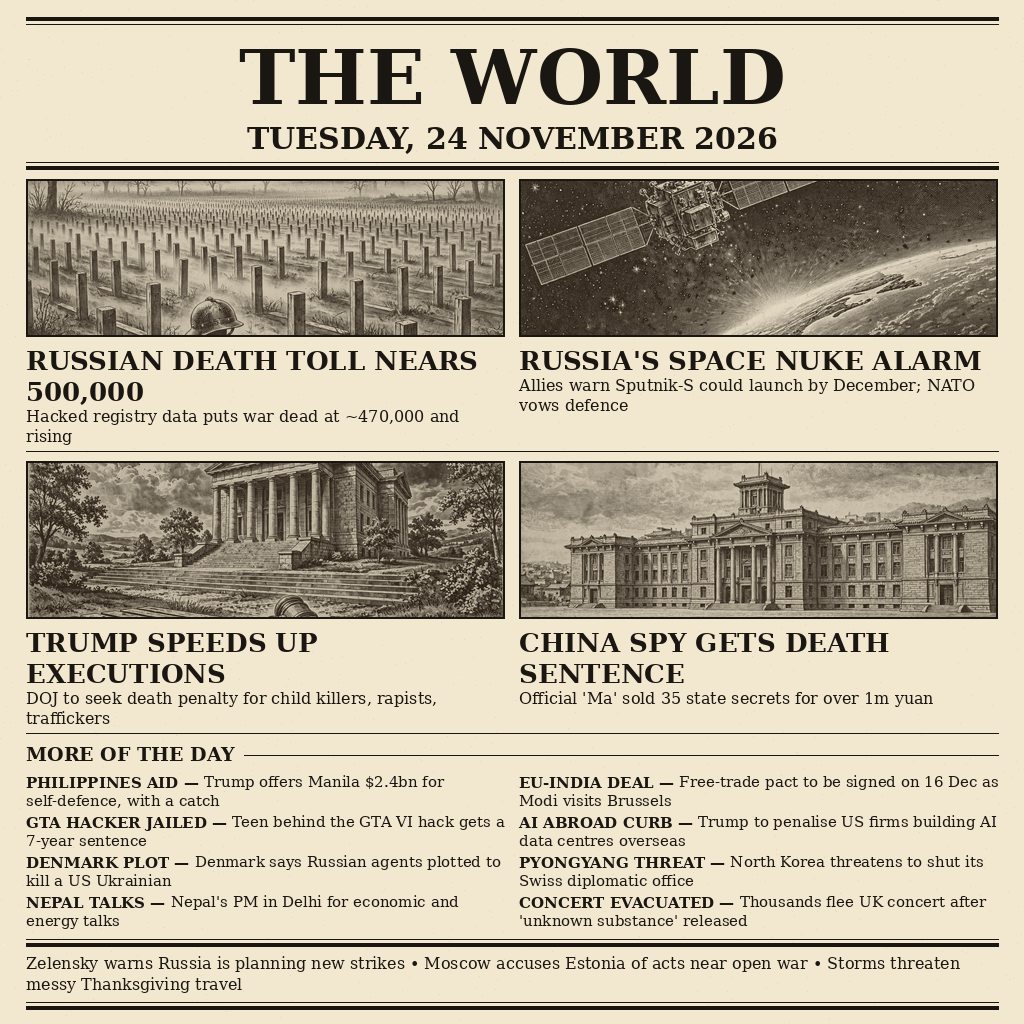 THE WORLD
TUESDAY, 24 NOVEMBER 2026
RUSSIAN DEATH TOLL NEARS
500,000
Hacked registry data puts war dead at ~470,000 and
rising
RUSSIA'S SPACE NUKE ALARM
Allies warn Sputnik-S could launch by December; NATO
vows defence
TRUMP SPEEDS UP
EXECUTIONS
DOJ to seek death penalty for child killers, rapists,
traffickers
CHINA SPY GETS DEATH
SENTENCE
Official 'Ma' sold 35 state secrets for over 1m yuan
MORE OF THE DAY
PHILIPPINES AID — Trump offers Manila $2.4bn for
self-defence, with a catch
GTA HACKER JAILED — Teen behind the GTA VI hack gets a
7-year sentence
DENMARK PLOT — Denmark says Russian agents plotted to
kill a US Ukrainian
NEPAL TALKS — Nepal's PM in Delhi for economic and
energy talks
EU-INDIA DEAL — Free-trade pact to be signed on 16 Dec as
Modi visits Brussels
AI ABROAD CURB — Trump to penalise US firms building AI
data centres overseas
PYONGYANG THREAT — North Korea threatens to shut its
Swiss diplomatic office
CONCERT EVACUATED — Thousands flee UK concert after
'unknown substance' released
Zelensky warns Russia is planning new strikes • Moscow accuses Estonia of acts near open war • Storms threaten
messy Thanksgiving travel